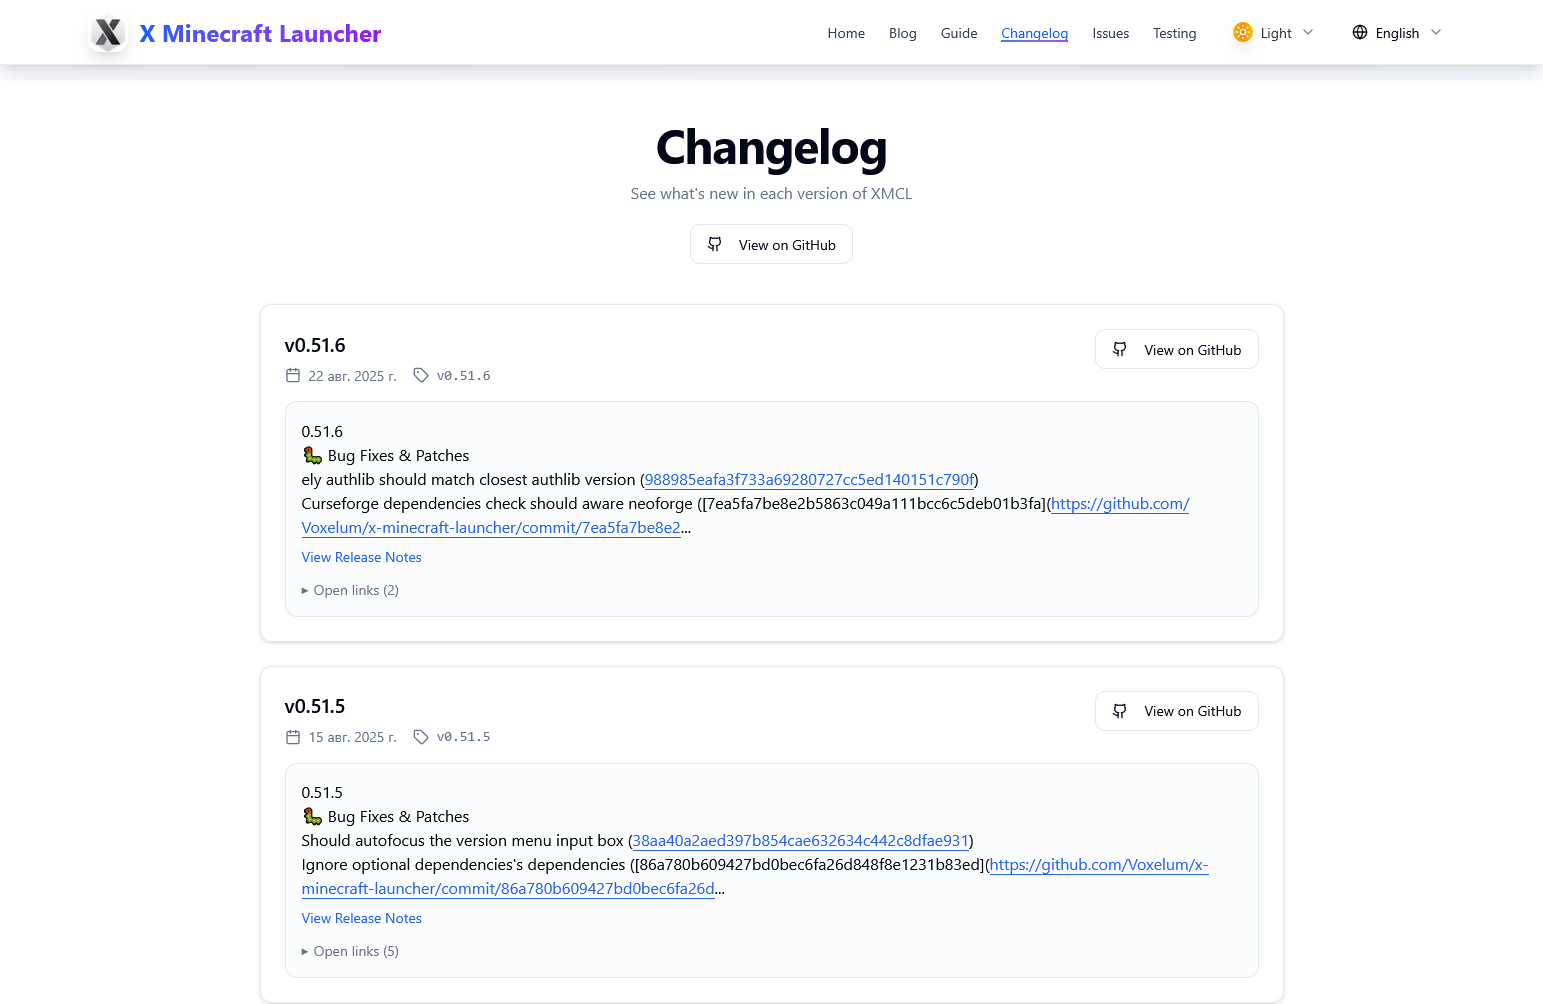 X Minecraft Launcher
Home Blog Guide Changelog Issues Testing Light English
Changelog
See what's new in each version of XMCL
View on GitHub
v0.51.6
View on GitHub
22 авг. 2025 г. v0.51.6
0.51.6
🐛 Bug Fixes & Patches
ely authlib should match closest authlib version (988985eafa3f733a69280727cc5ed140151c790f)
Curseforge dependencies check should aware neoforge ([7ea5fa7be8e2b5863c049a111bcc6c5deb01b3fa](https://github.com/
Voxelum/x-minecraft-launcher/commit/7ea5fa7be8e2...
View Release Notes
▸ Open links (2)
v0.51.5
View on GitHub
15 авг. 2025 г. v0.51.5
0.51.5
🐛 Bug Fixes & Patches
Should autofocus the version menu input box (38aa40a2aed397b854cae632634c442c8dfae931)
Ignore optional dependencies's dependencies ([86a780b609427bd0bec6fa26d848f8e1231b83ed](https://github.com/Voxelum/x-
minecraft-launcher/commit/86a780b609427bd0bec6fa26d...
View Release Notes
▸ Open links (5)